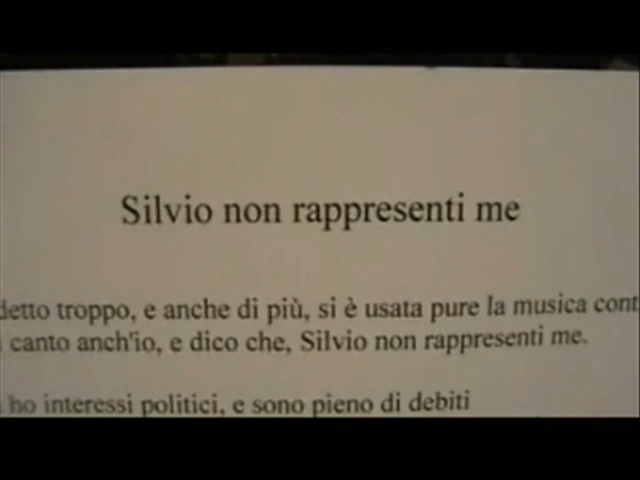 Silvio non rappresenti me
detto troppo, e anche di più, si è usata pure la musica
canto anch'io, e dico che, Silvio non rappresenti me.
ho interessi politici, e sono pieno di debiti